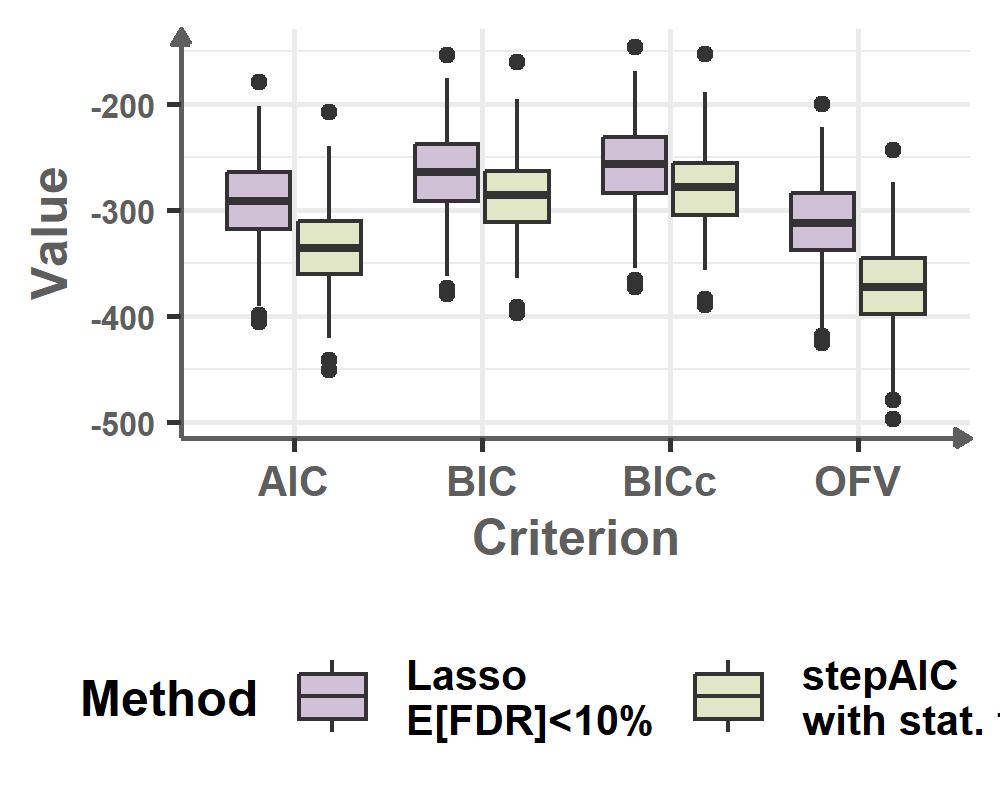 -200
-300
-400
-500
Value
AIC BIC BICc OFV
Criterion
Method
Lasso
E[FDR]<10%
stepAIC
with stat.